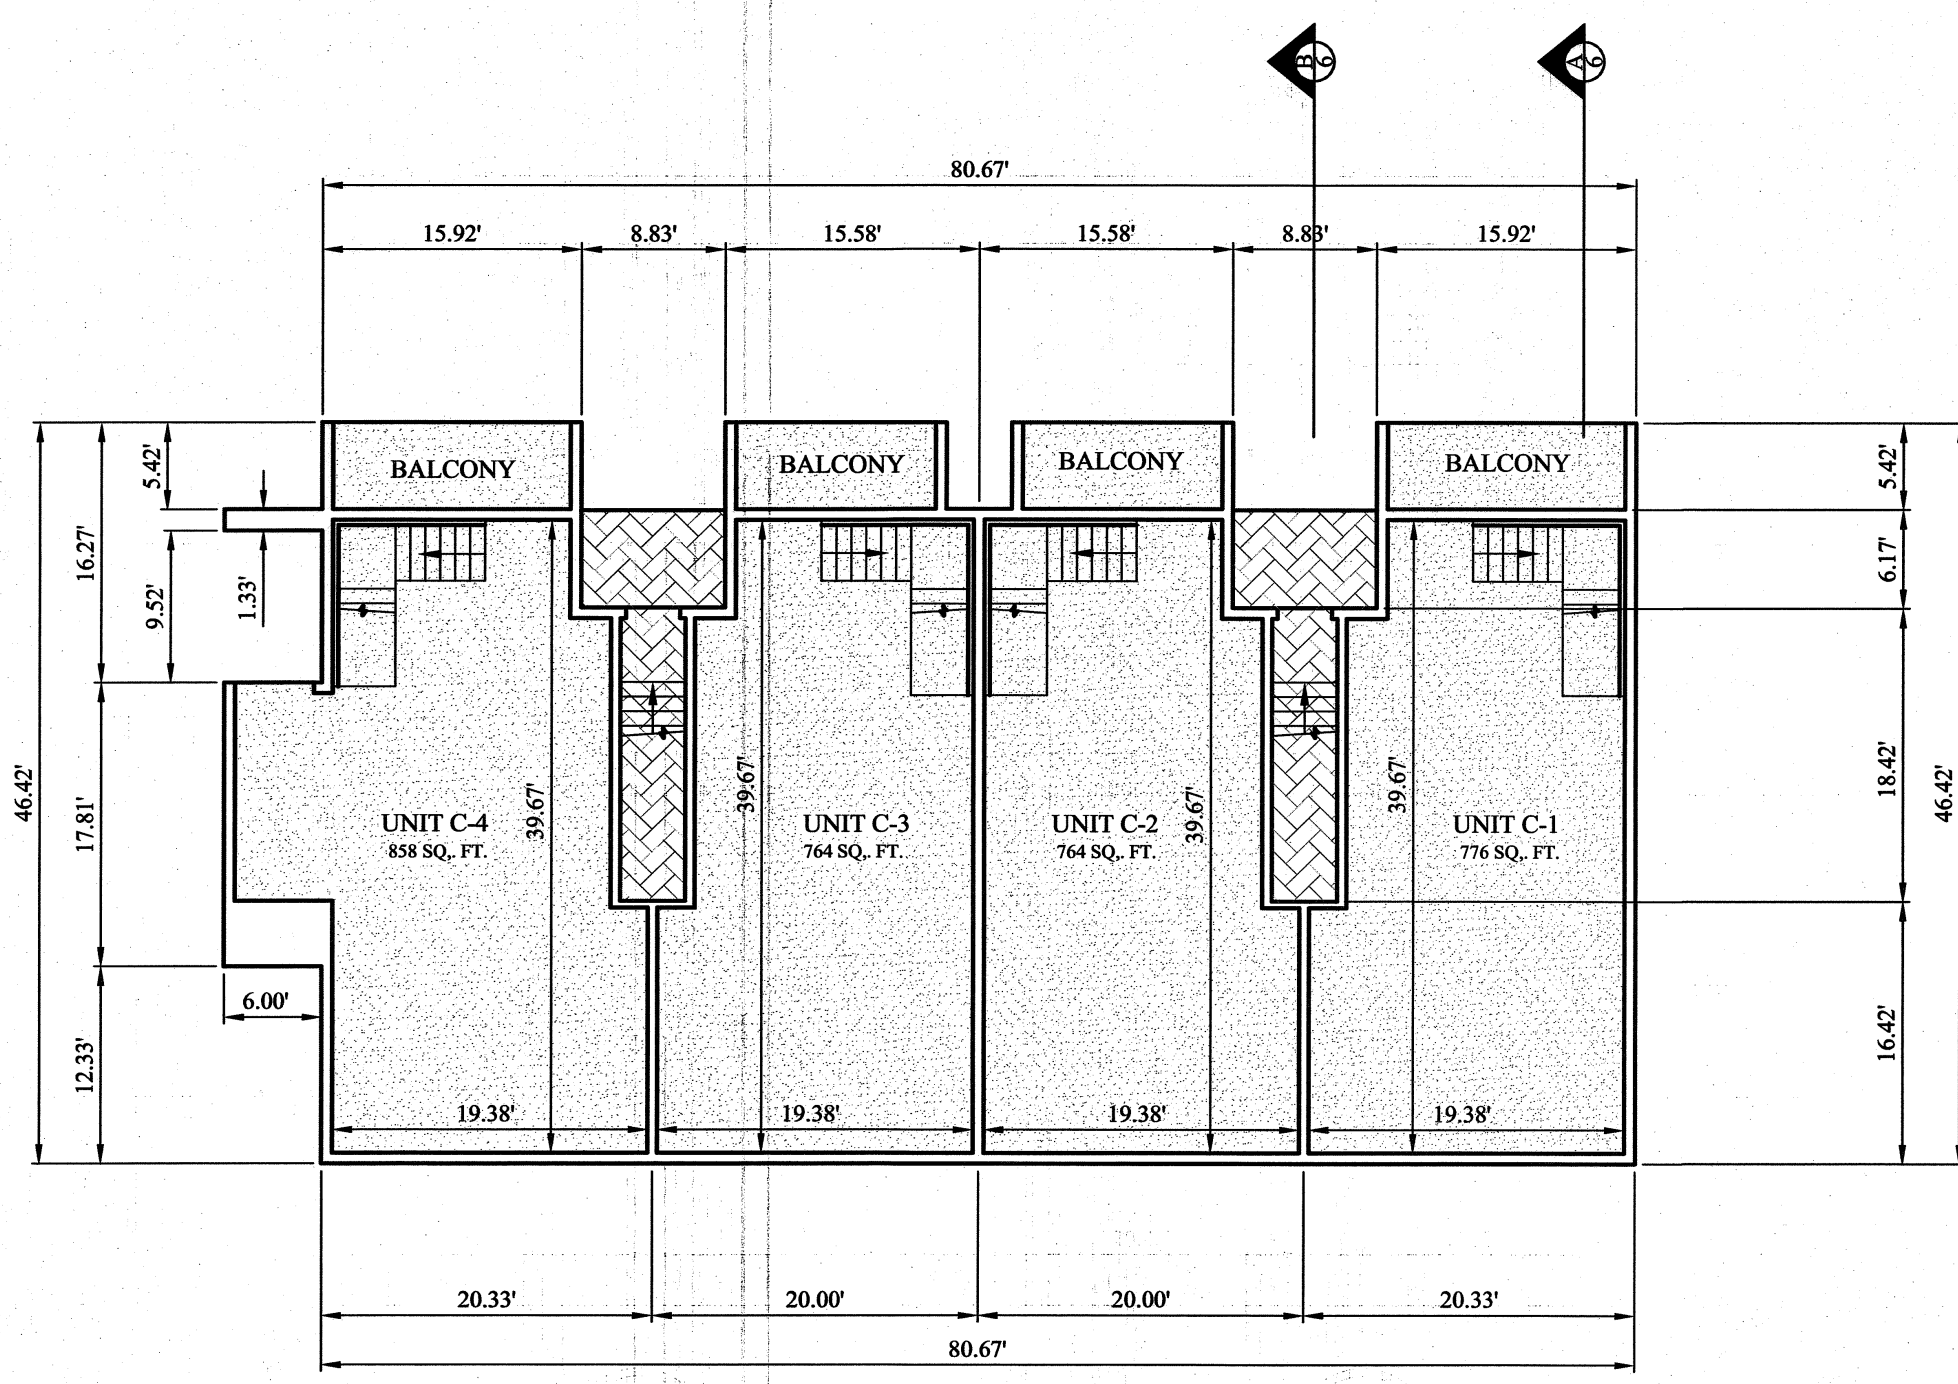 B
6
A
6
80.67'
15.92'
8.83'
15.58'
15.58'
8.83'
15.92'
BALCONY
BALCONY
BALCONY
BALCONY
5.42'
16.27'
9.52'
1.33'
5.42'
6.17'
46.42'
17.81'
39.67'
39.67'
39.67'
39.67'
18.42'
46.42'
UNIT C-4
858 SQ,. FT.
UNIT C-3
764 SQ,. FT.
UNIT C-2
764 SQ,. FT.
UNIT C-1
776 SQ,. FT.
6.00'
12.33'
16.42'
19.38'
19.38'
19.38'
19.38'
20.33'
20.00'
20.00'
20.33'
80.67'